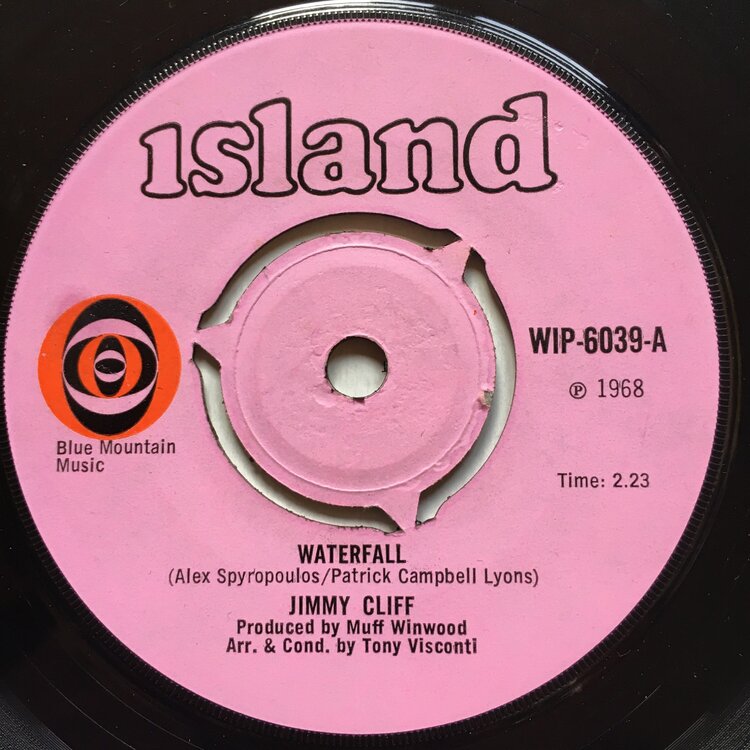 island
WIP-6039-A
℗ 1968
Blue Mountain
Music
Time: 2.23
WATERFALL
(Alex Spyropoulos/Patrick Campbell Lyons)
JIMMY CLIFF
Produced by Muff Winwood
Arr. & Cond. by Tony Visconti